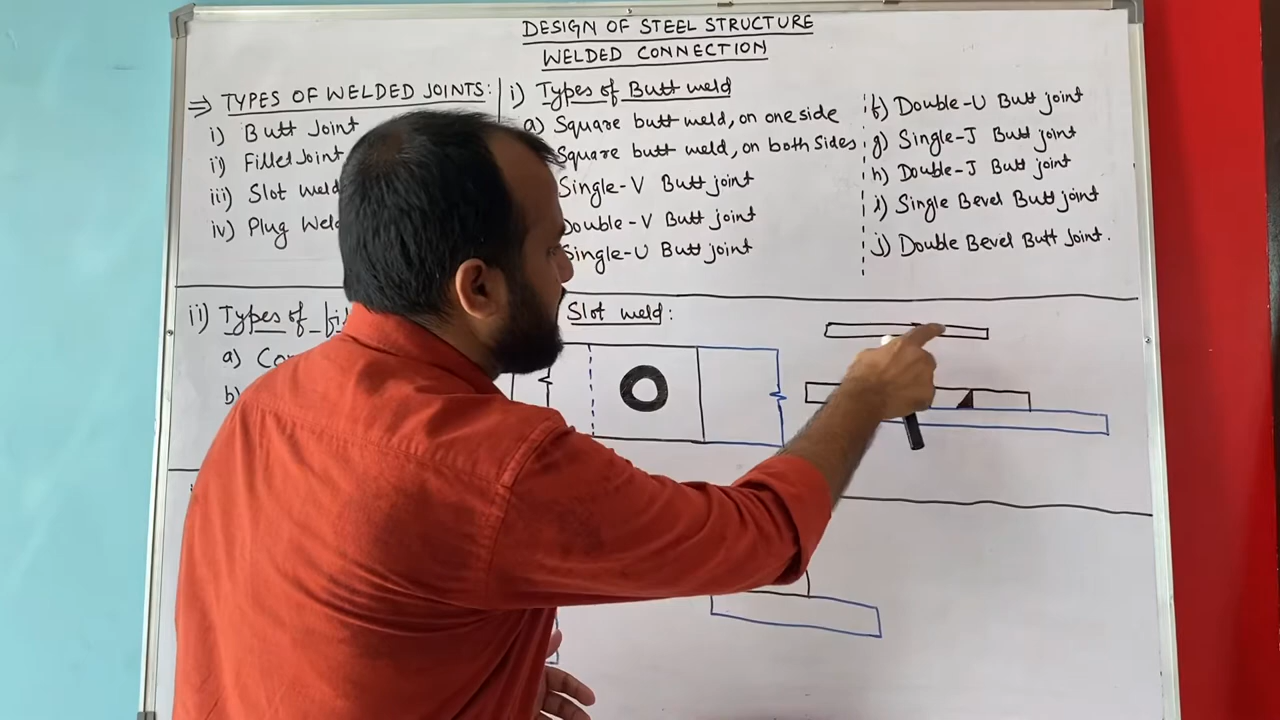 DESIGN OF STEEL STRUCTURE
WELDED CONNECTION
⇒ TYPES OF WELDED JOINTS:
i) Butt Joint
ii) Fillet Joint
iii) Slot weld
iv) Plug Weld
i) Types of Butt weld
a) Square butt weld, on one side
Square butt weld, on both Sides
Single-V Butt joint
Double-V Butt joint
Single-U Butt joint
f) Double-U Butt joint
g) Single-J Butt joint
h) Double-J Butt joint
i) Single Bevel Butt joint
j) Double Bevel Butt Joint.
ii) Types of
a)
b)
Slot weld: